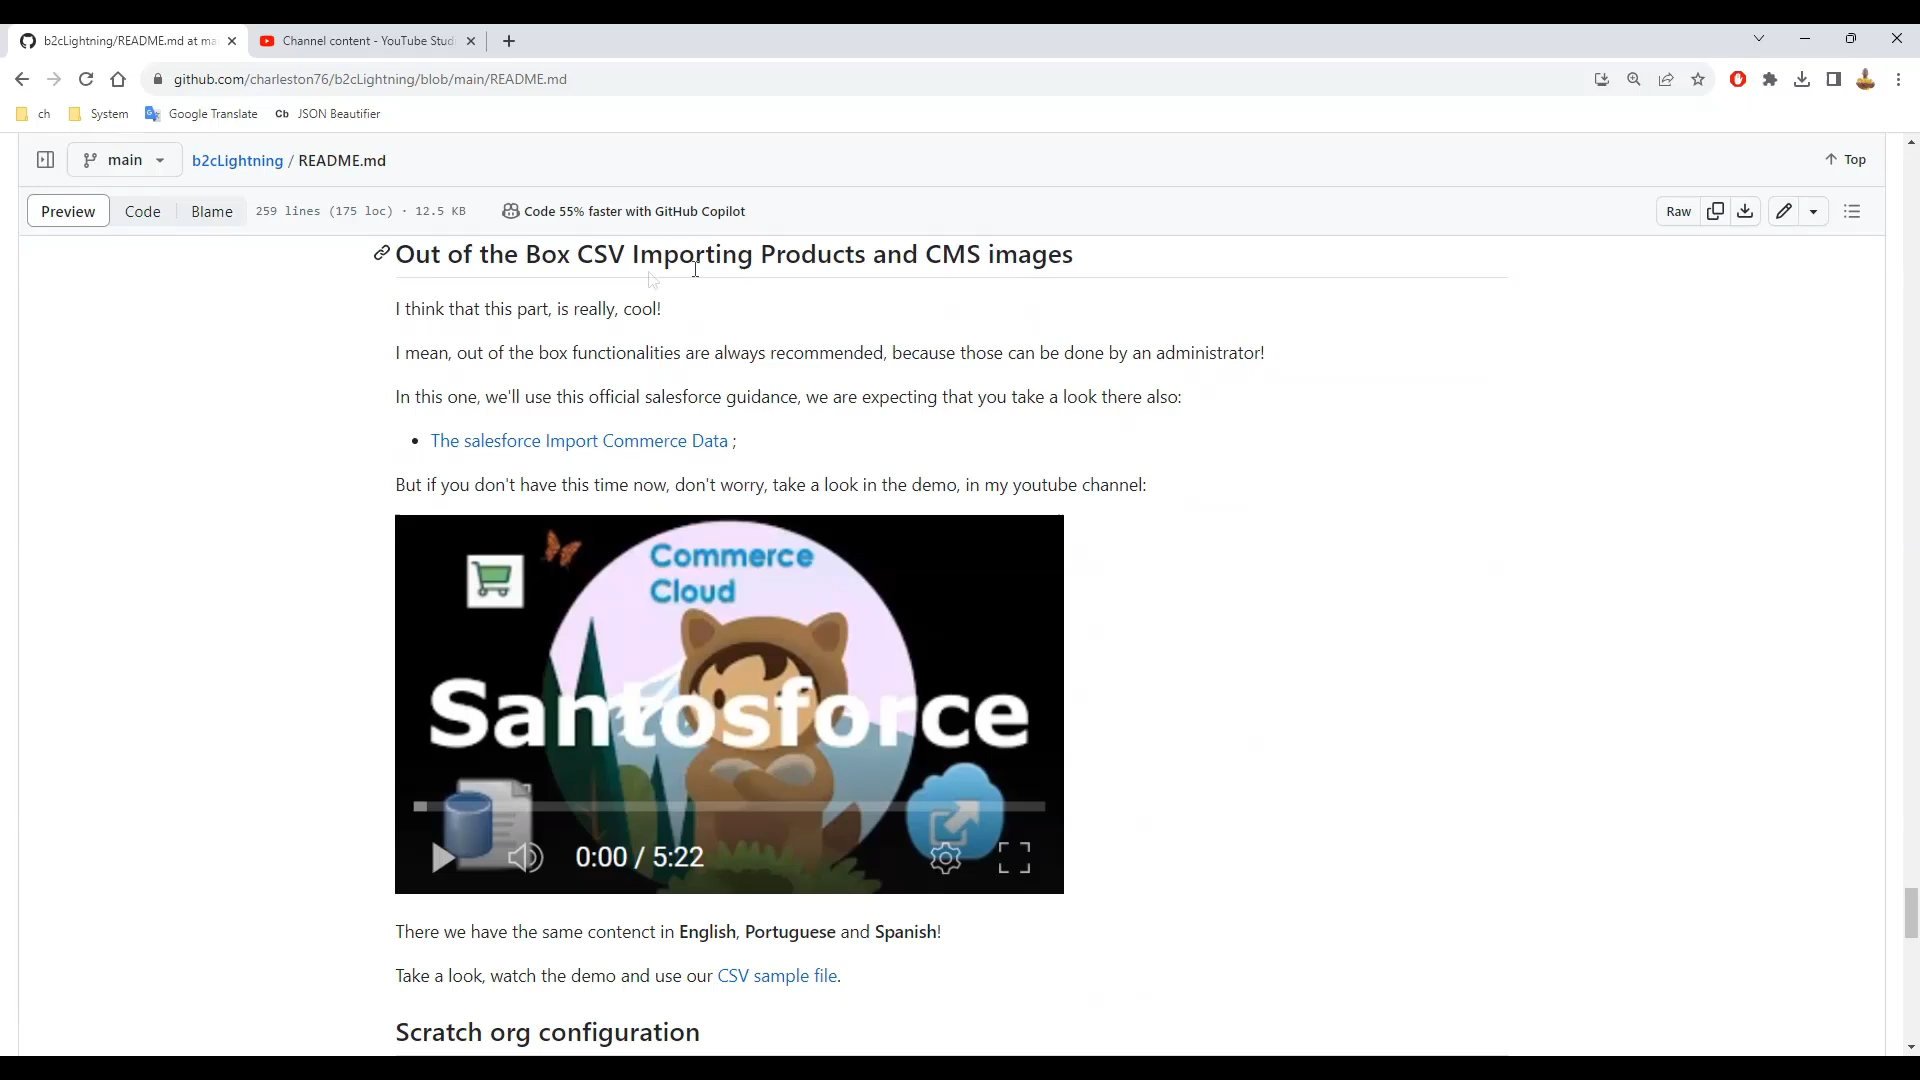 b2cLightning/README.md at ma
Channel content - YouTube Stud
github.com/charleston76/b2cLightning/blob/main/README.md
ch
System
Google Translate
Cb JSON Beautifier
main
b2cLightning / README.md
Top
Preview
Code
Blame
259 lines (175 loc) · 12.5 KB
Code 55% faster with GitHub Copilot
Raw
Out of the Box CSV Importing Products and CMS images
I think that this part, is really, cool!
I mean, out of the box functionalities are always recommended, because those can be done by an administrator!
In this one, we'll use this official salesforce guidance, we are expecting that you take a look there also:
• The salesforce Import Commerce Data ;
But if you don't have this time now, don't worry, take a look in the demo, in my youtube channel:
Commerce
Cloud
Santosforce
0:00 / 5:22
There we have the same contenct in English, Portuguese and Spanish!
Take a look, watch the demo and use our CSV sample file.
Scratch org configuration